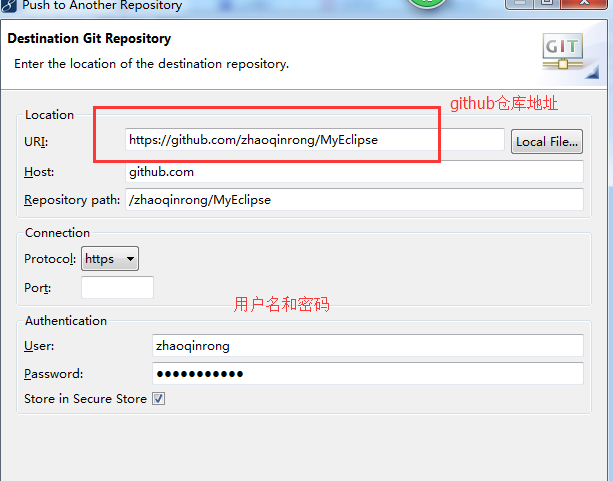 Push to Another Repository
Destination Git Repository
Enter the location of the destination repository.
GIT
Location
github仓库地址
URI: https://github.com/zhaoqinrong/MyEclipse Local File...
Host: github.com
Repository path: /zhaoqinrong/MyEclipse
Connection
Protocol: https
Port:
用户名和密码
Authentication
User: zhaoqinrong
Password: ●●●●●●●●●●●
Store in Secure Store